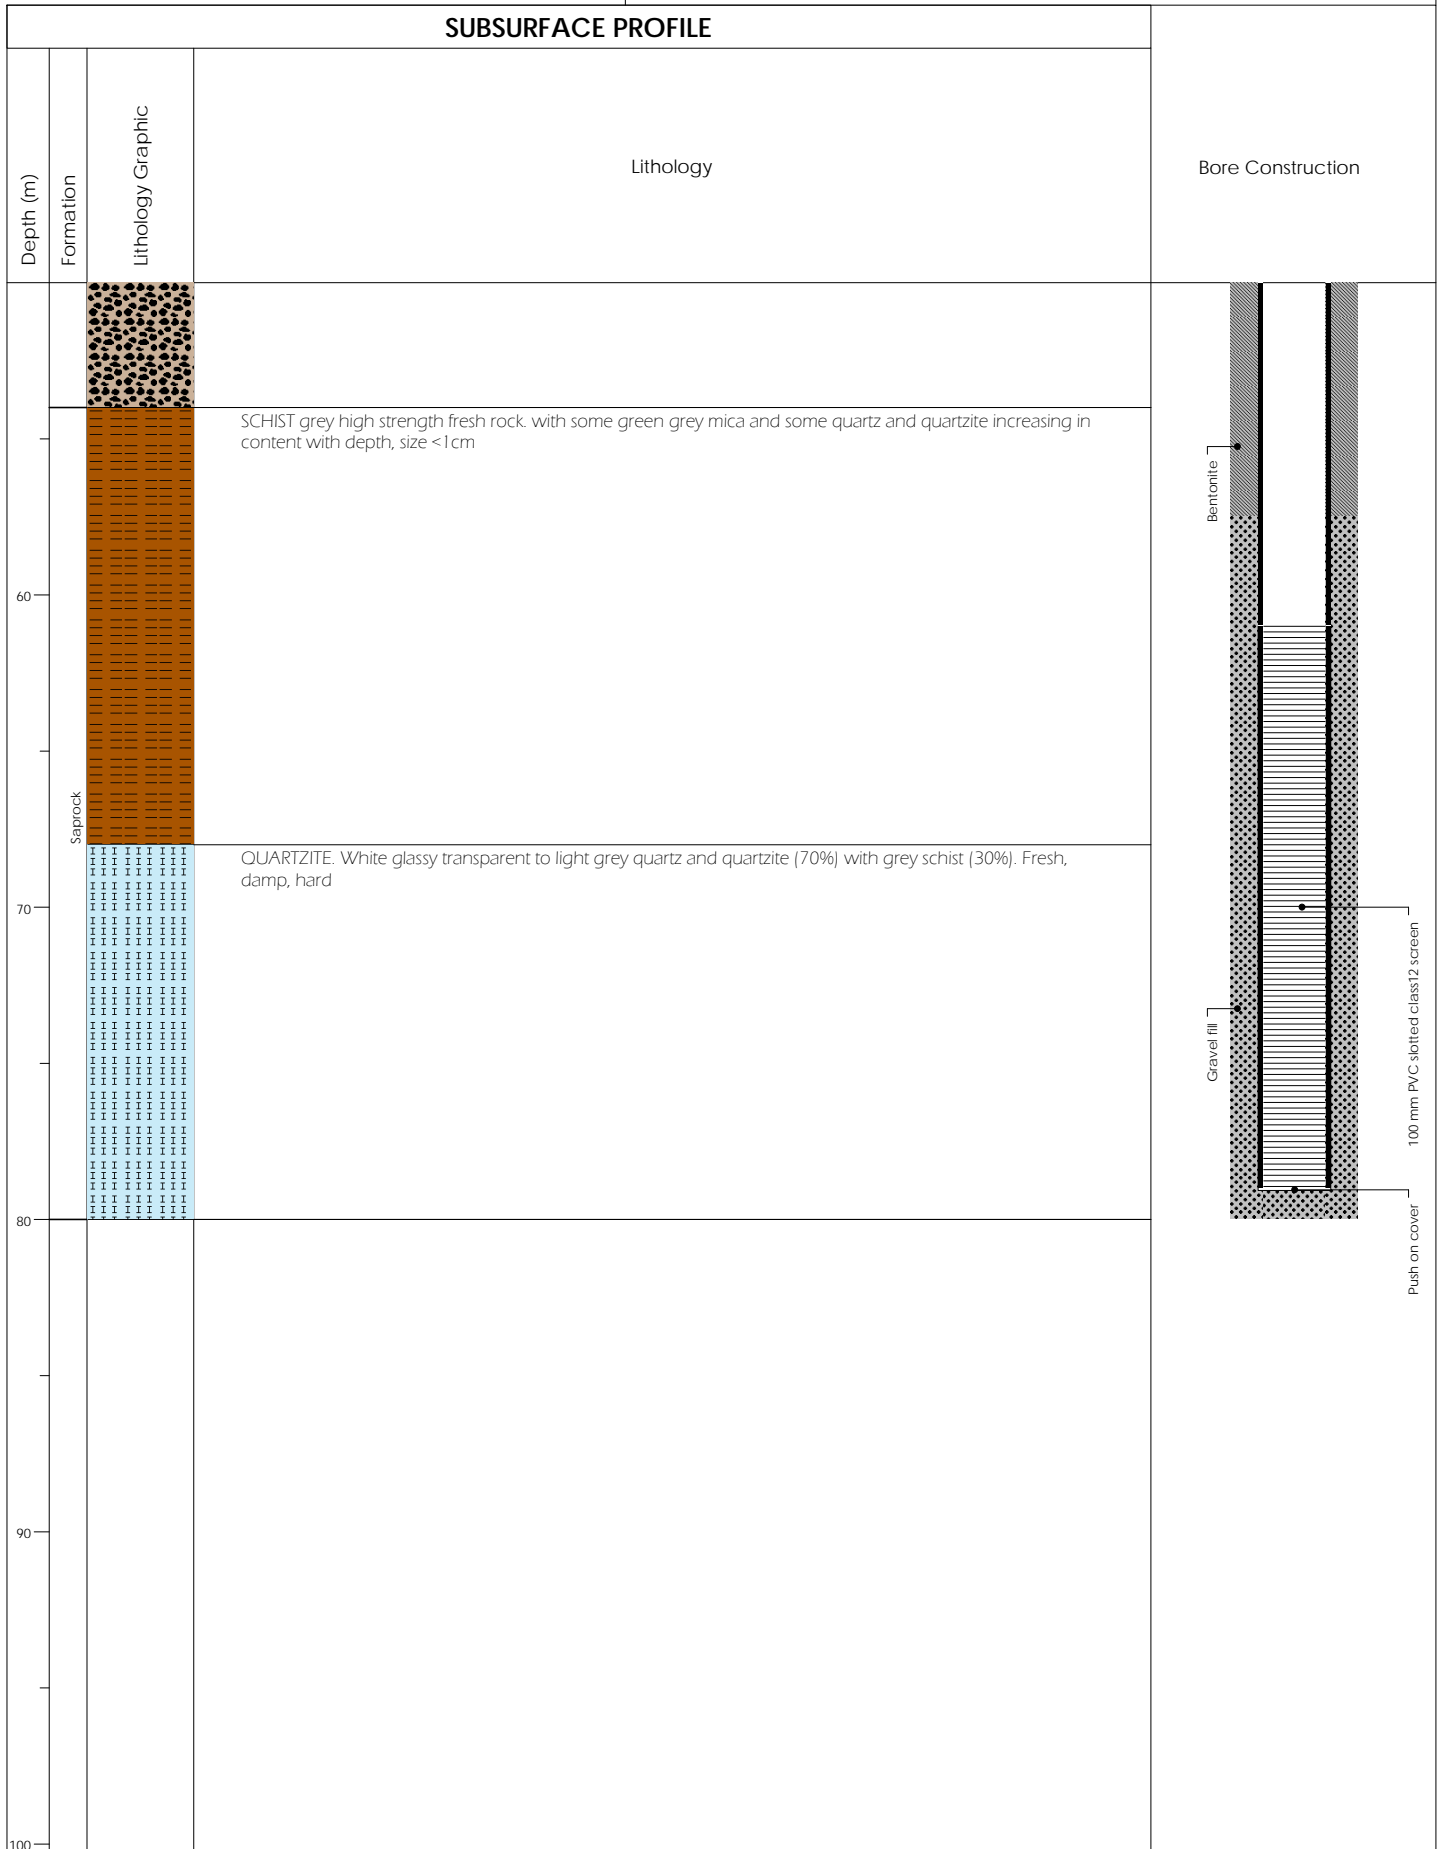 SUBSURFACE PROFILE
Depth (m)
Formation
Lithology Graphic
Lithology
Bore Construction
SCHIST grey high strength fresh rock. with some green grey mica and some quartz and quartzite increasing in
content with depth, size <1cm
Bentonite
60
Saprock
QUARTZITE. White glassy transparent to light grey quartz and quartzite (70%) with grey schist (30%). Fresh,
damp, hard
70
100 mm PVC slotted class12 screen
Gravel fill
80
Push on cover
90
100